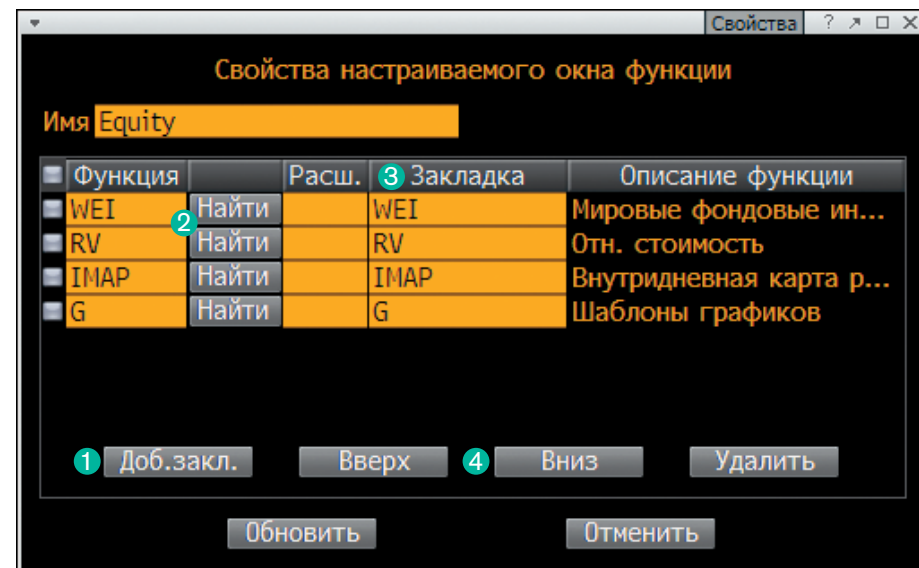 Свойства ?
Свойства настраиваемого окна функции
Имя Equity
Функция Расш. 3 Закладка Описание функции
WEI 2 Найти WEI Мировые фондовые ин...
RV Найти RV Отн. стоимость
IMAP Найти IMAP Внутридневная карта р...
G Найти G Шаблоны графиков
1 Доб.закл. Вверх 4 Вниз Удалить
Обновить Отменить